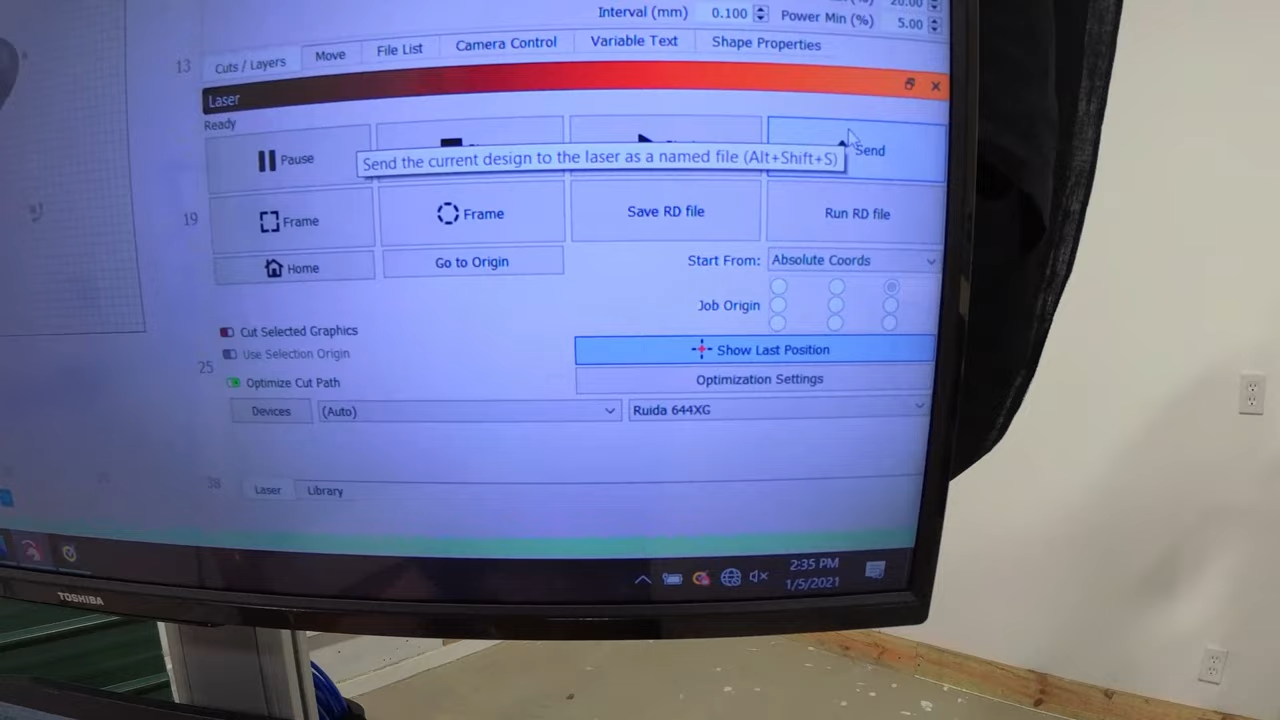 20.00
Interval (mm) 0.100 Power Min (%) 5.00
13 Cuts / Layers Move File List Camera Control Variable Text Shape Properties
Laser
Ready
Pause Send
Send the current design to the laser as a named file (Alt+Shift+S)
19 Frame Frame Save RD file Run RD file
Home Go to Origin Start From: Absolute Coords
Job Origin
Cut Selected Graphics
25 Use Selection Origin Show Last Position
Optimize Cut Path Optimization Settings
Devices (Auto) Ruida 644XG
38 Laser Library
2:35 PM
1/5/2021
TOSHIBA